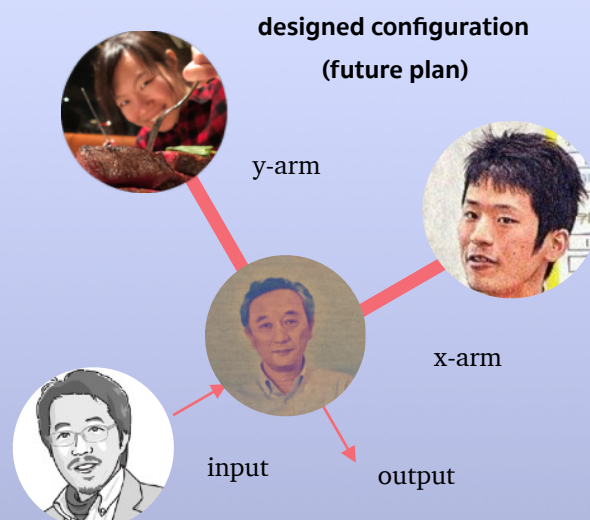 designed configuration
(future plan)
y-arm
x-arm
input
output